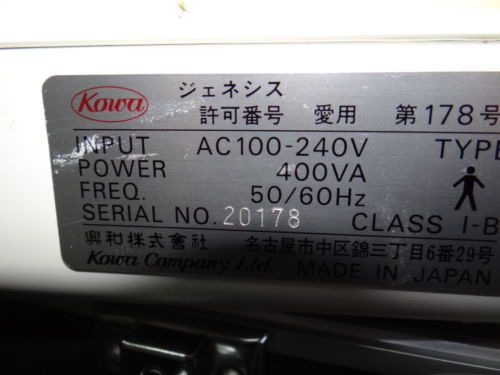 Kowa ジェネシス
許可番号 愛用 第178号
INPUT AC100-240V TYPE
POWER 400VA
FREQ. 50/60Hz
SERIAL NO. 20178 CLASS I-B
興和株式會社 名古屋市中区錦三丁目6番29号
Kowa Company, Ltd. MADE IN JAPAN